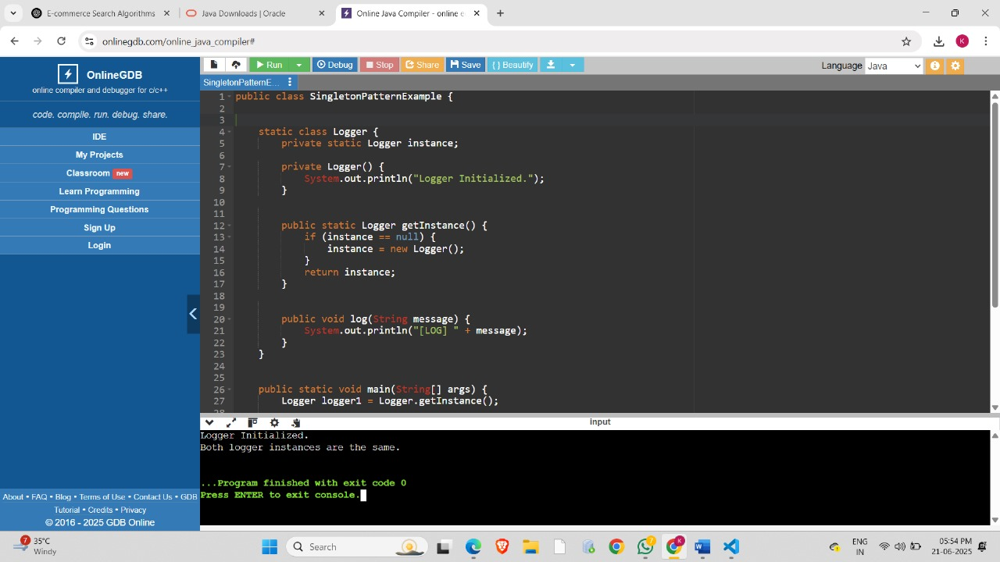 E-commerce Search Algorithms
Java Downloads | Oracle
Online Java Compiler - online e
onlinegdb.com/online_java_compiler#
K
OnlineGDB
online compiler and debugger for c/c++
code. compile. run. debug. share.
IDE
My Projects
Classroom new
Learn Programming
Programming Questions
Sign Up
Login
About • FAQ • Blog • Terms of Use • Contact Us • GDB
Tutorial • Credits • Privacy
© 2016 - 2025 GDB Online
Run Debug Stop Share Save { } Beautify
Language Java
SingletonPatternE...
1 public class SingletonPatternExample {
2
3
4 static class Logger {
5 private static Logger instance;
6
7 private Logger() {
8 System.out.println("Logger Initialized.");
9 }
10
11
12 public static Logger getInstance() {
13 if (instance == null) {
14 instance = new Logger();
15 }
16 return instance;
17 }
18
19
20 public void log(String message) {
21 System.out.println("[LOG] " + message);
22 }
23 }
24
25
26 public static void main(String[] args) {
27 Logger logger1 = Logger.getInstance();
28
input
Logger Initialized.
Both logger instances are the same.
...Program finished with exit code 0
Press ENTER to exit console.
7
35°C
Windy
Search
7
K
ENG
IN
05:54 PM
21-06-2025